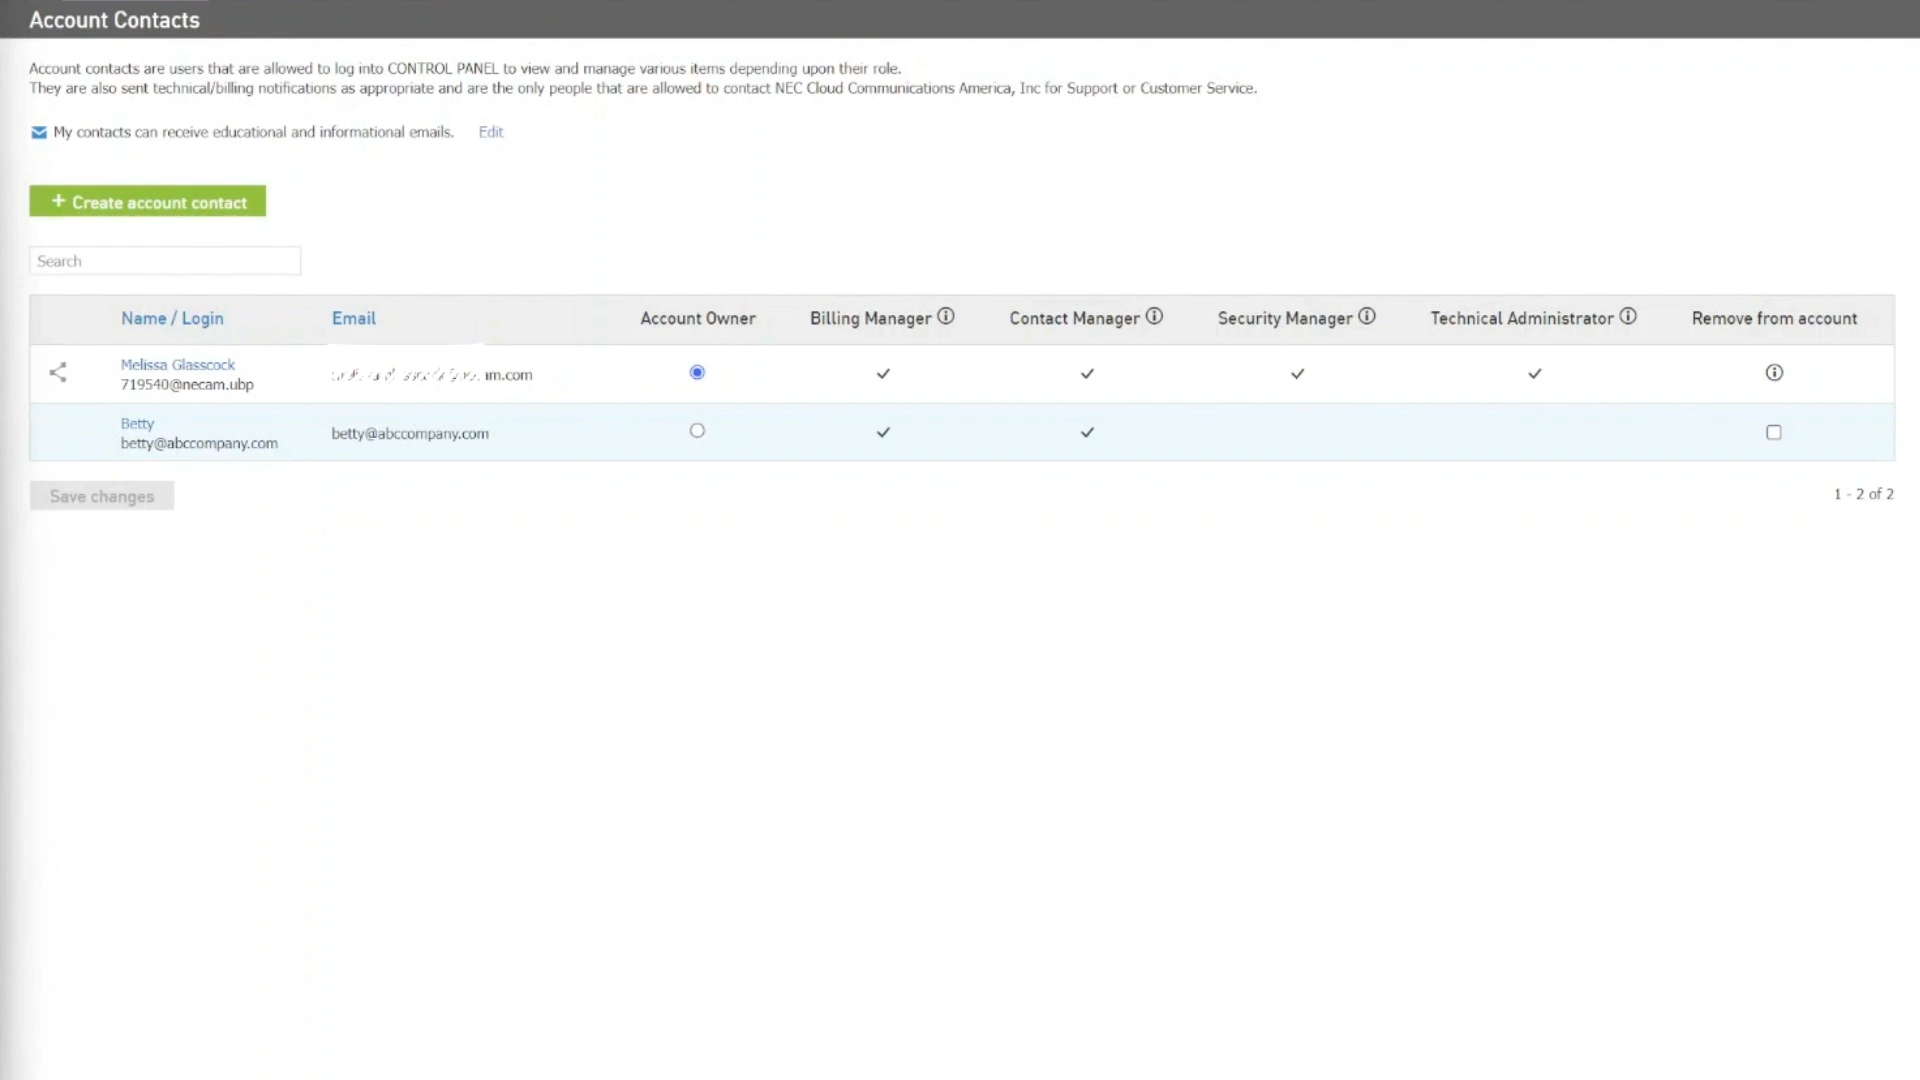 Account Contacts
Account contacts are users that are allowed to log into CONTROL PANEL to view and manage various items depending upon their role.
They are also sent technical/billing notifications as appropriate and are the only people that are allowed to contact NEC Cloud Communications America, Inc for Support or Customer Service.
My contacts can receive educational and informational emails. Edit
+ Create account contact
Search
Name / Login Email Account Owner Billing Manager Contact Manager Security Manager Technical Administrator Remove from account
Melissa Glasscock
719540@necam.ubp am.com
Betty
betty@abccompany.com betty@abccompany.com
Save changes 1 - 2 of 2